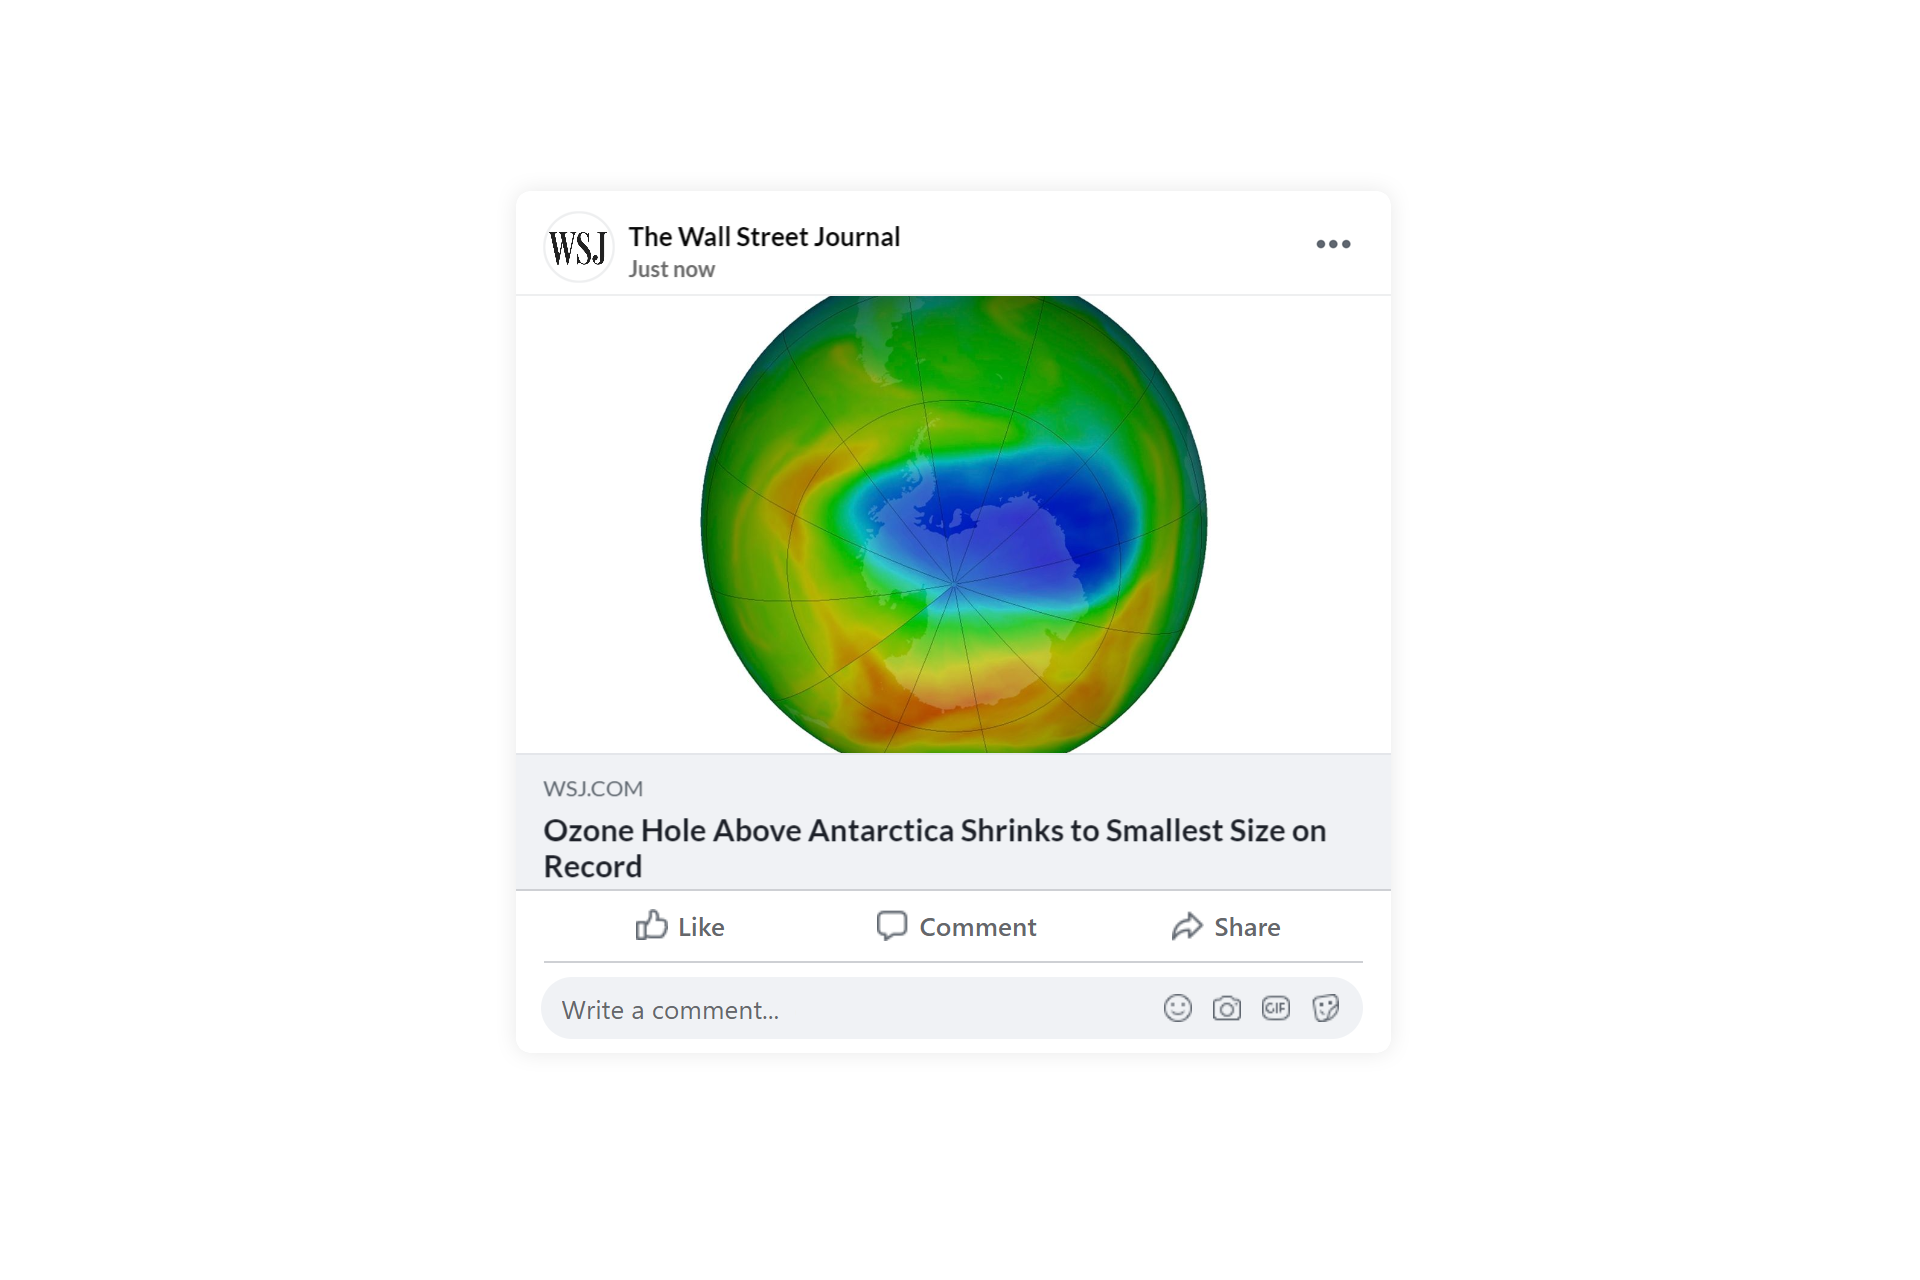 WSJ
The Wall Street Journal
Just now
WSJ.COM
Ozone Hole Above Antarctica Shrinks to Smallest Size on
Record
Like
Comment
Share
Write a comment...
GIF